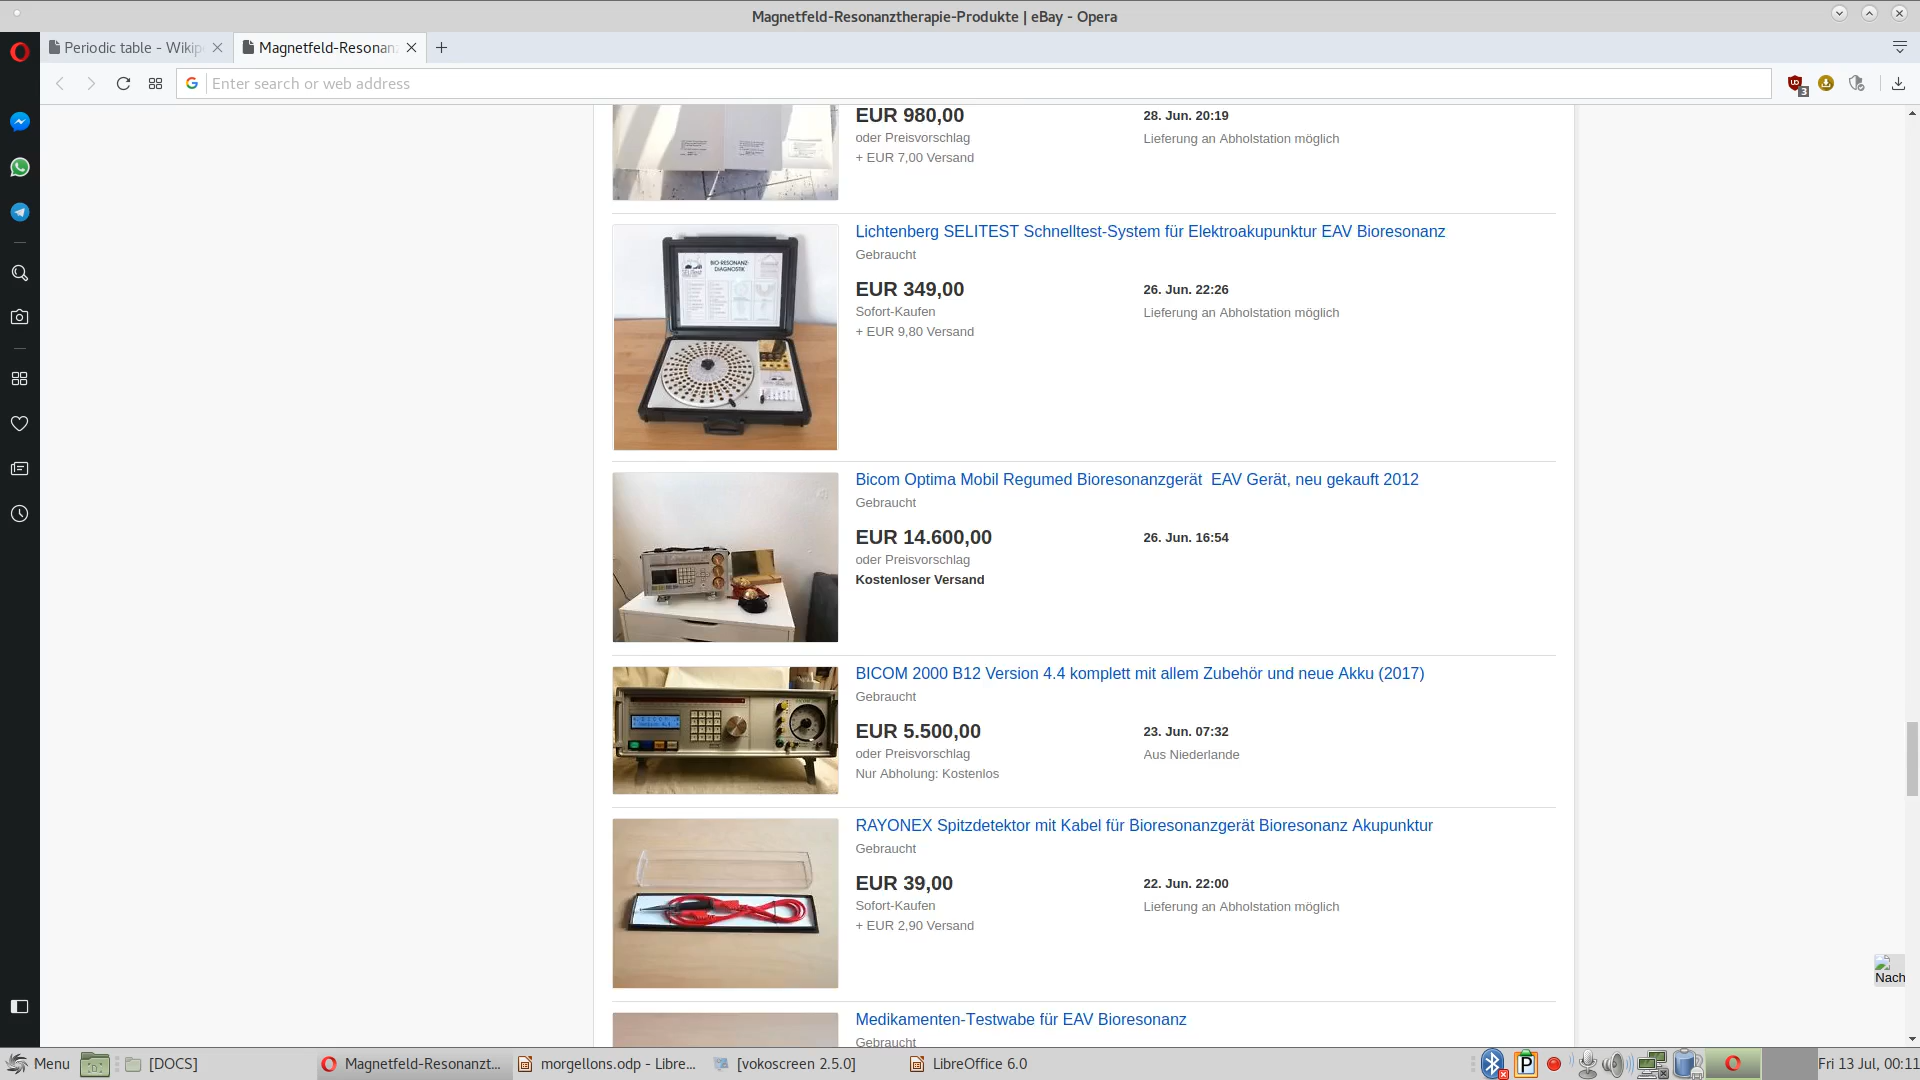 Magnetfeld-Resonanztherapie-Produkte | eBay - Opera
Periodic table - Wikip
Magnetfeld-Resonan
Enter search or web address
3
EUR 980,00
oder Preisvorschlag
+ EUR 7,00 Versand
28. Jun. 20:19
Lieferung an Abholstation möglich
Lichtenberg SELITEST Schnelltest-System für Elektroakupunktur EAV Bioresonanz
Gebraucht
EUR 349,00
Sofort-Kaufen
+ EUR 9,80 Versand
26. Jun. 22:26
Lieferung an Abholstation möglich
BIO-RESONANZ-
DIAGNOSTIK
Bicom Optima Mobil Regumed Bioresonanzgerät  EAV Gerät, neu gekauft 2012
Gebraucht
EUR 14.600,00
oder Preisvorschlag
Kostenloser Versand
26. Jun. 16:54
BICOM 2000 B12 Version 4.4 komplett mit allem Zubehör und neue Akku (2017)
Gebraucht
EUR 5.500,00
oder Preisvorschlag
Nur Abholung: Kostenlos
23. Jun. 07:32
Aus Niederlande
RAYONEX Spitzdetektor mit Kabel für Bioresonanzgerät Bioresonanz Akupunktur
Gebraucht
EUR 39,00
Sofort-Kaufen
+ EUR 2,90 Versand
22. Jun. 22:00
Lieferung an Abholstation möglich
Nach
Medikamenten-Testwabe für EAV Bioresonanz
Gebraucht
Menu
[DOCS]
Magnetfeld-Resonanzt...
morgellons.odp - Libre...
[vokoscreen 2.5.0]
LibreOffice 6.0
P
Fri 13 Jul, 00:11